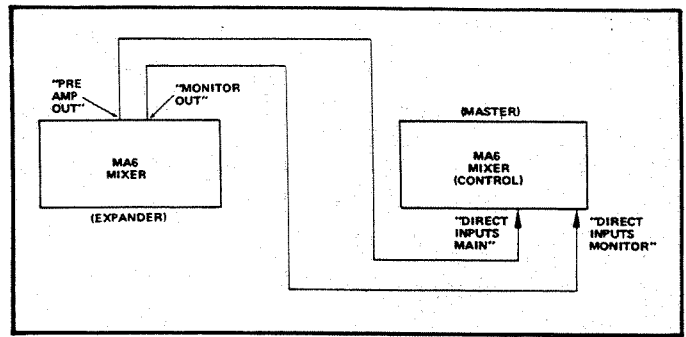 "PRE
AMP
OUT"
"MONITOR
OUT"
MA6
MIXER
(EXPANDER)
(MASTER)
MA6
MIXER
(CONTROL)
"DIRECT
INPUTS
MAIN"
"DIRECT
INPUTS
MONITOR"